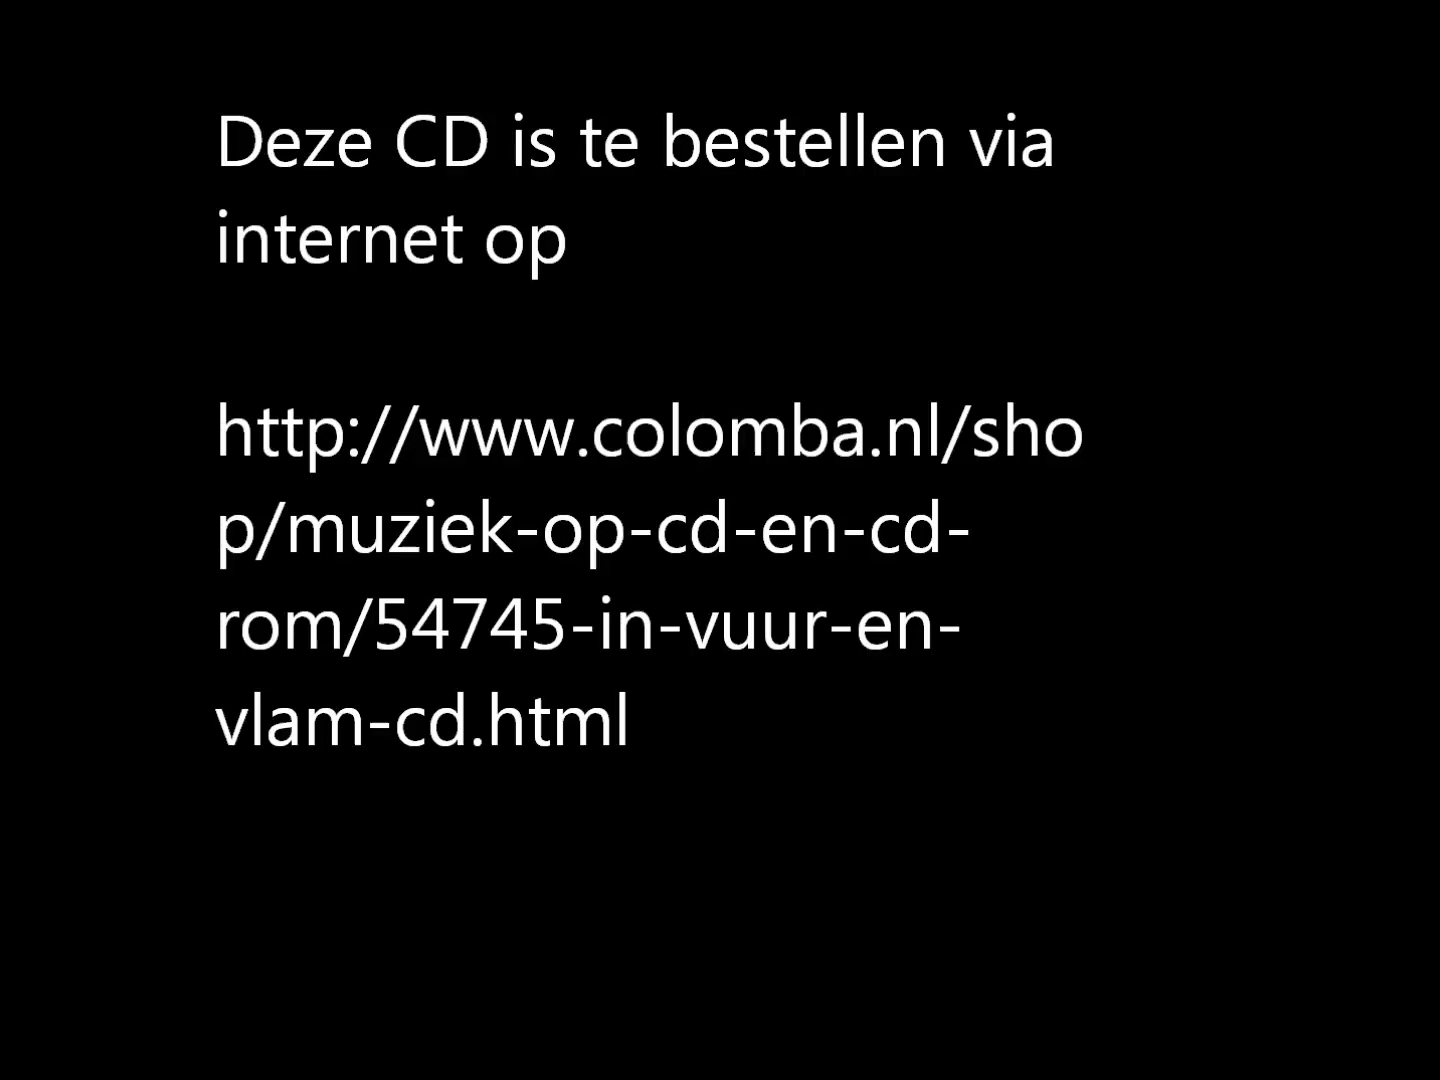 Deze CD is te bestellen via
internet op
http://www.colomba.nl/sho
p/muziek-op-cd-en-cd-
rom/54745-in-vuur-en-
vlam-cd.html